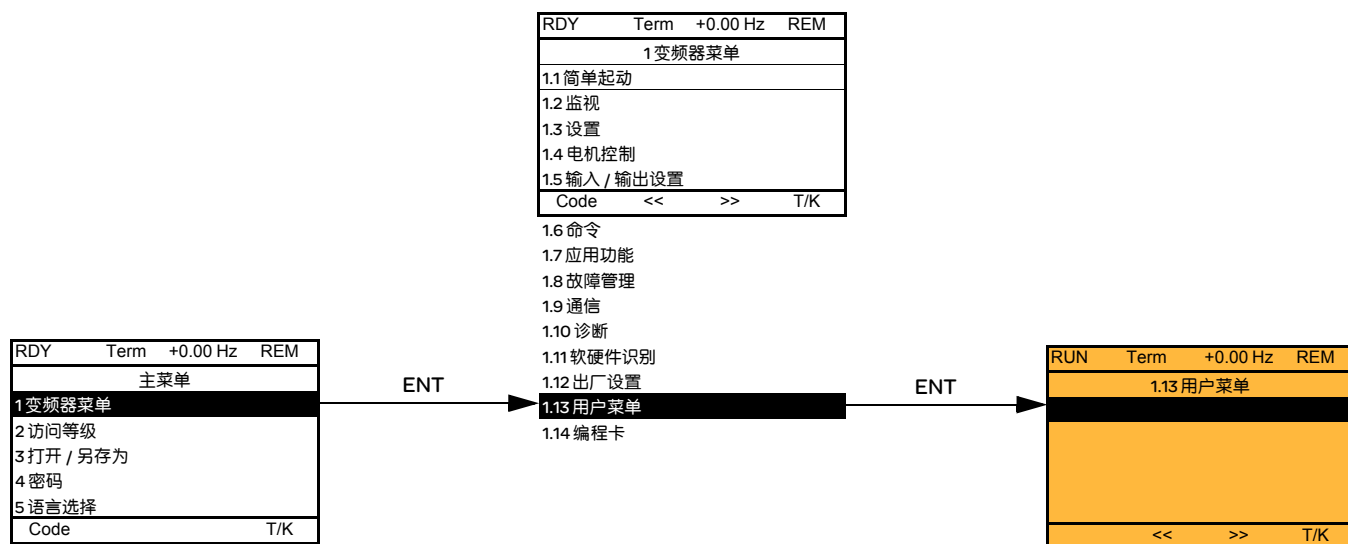 RDY Term +0.00 Hz REM
1 变频器菜单
1.1 简单起动
1.2 监视
1.3 设置
1.4 电机控制
1.5 输入 / 输出设置
Code << >> T/K
1.6 命令
1.7 应用功能
1.8 故障管理
1.9 通信
1.10 诊断
1.11 软硬件识别
1.12 出厂设置
1.13 用户菜单
1.14 编程卡
RDY Term +0.00 Hz REM
主菜单
1 变频器菜单
2 访问等级
3 打开 / 另存为
4 密码
5 语言选择
Code T/K
ENT
ENT
RUN Term +0.00 Hz REM
1.13 用户菜单
<< >> T/K